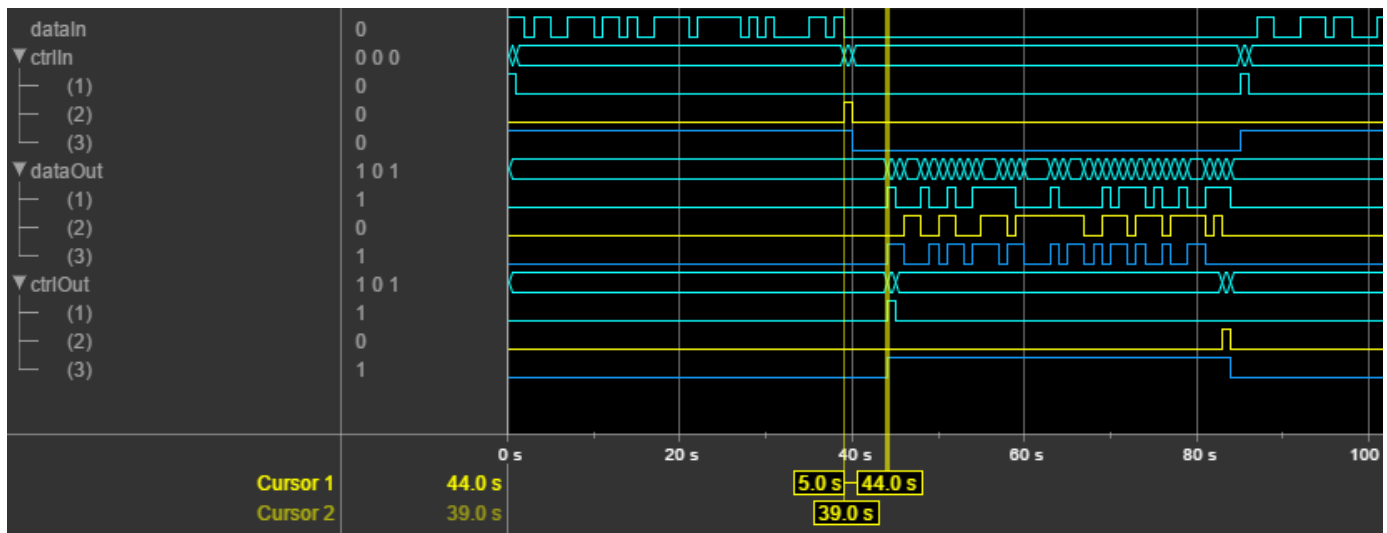 dataIn 0
ctrlIn 0 0 0
(1) 0
(2) 0
(3) 0
dataOut 1 0 1
(1) 1
(2) 0
(3) 1
ctrlOut 1 0 1
(1) 1
(2) 0
(3) 1
0 s 20 s 40 s 60 s 80 s 100
Cursor 1 44.0 s 5.0 s 44.0 s
Cursor 2 39.0 s 39.0 s